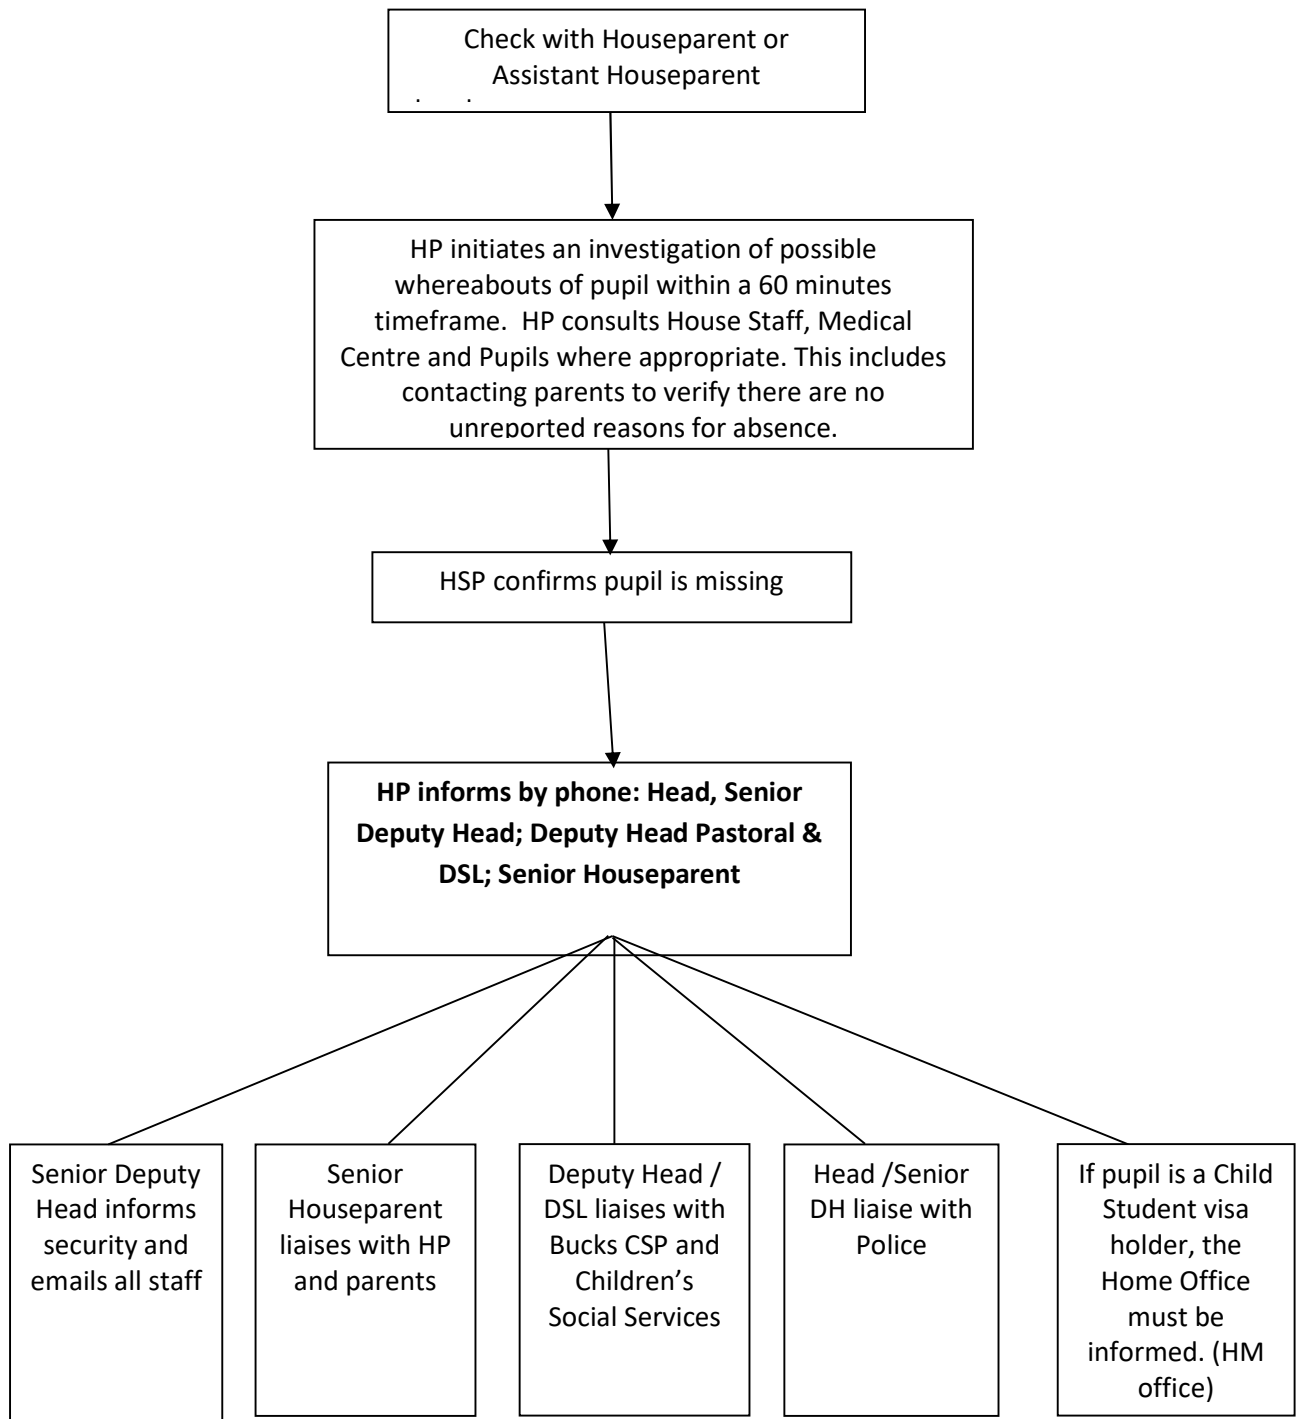 Check with Houseparent or
Assistant Houseparent
HP initiates an investigation of possible
whereabouts of pupil within a 60 minutes
timeframe.  HP consults House Staff, Medical
Centre and Pupils where appropriate. This includes
contacting parents to verify there are no
unreported reasons for absence.
HSP confirms pupil is missing
HP informs by phone: Head, Senior
Deputy Head; Deputy Head Pastoral &
DSL; Senior Houseparent
Senior Deputy
Head informs
security and
emails all staff
Senior
Houseparent
liaises with HP
and parents
Deputy Head /
DSL liaises with
Bucks CSP and
Children’s
Social Services
Head /Senior
DH liaise with
Police
If pupil is a Child
Student visa
holder, the
Home Office
must be
informed. (HM
office)